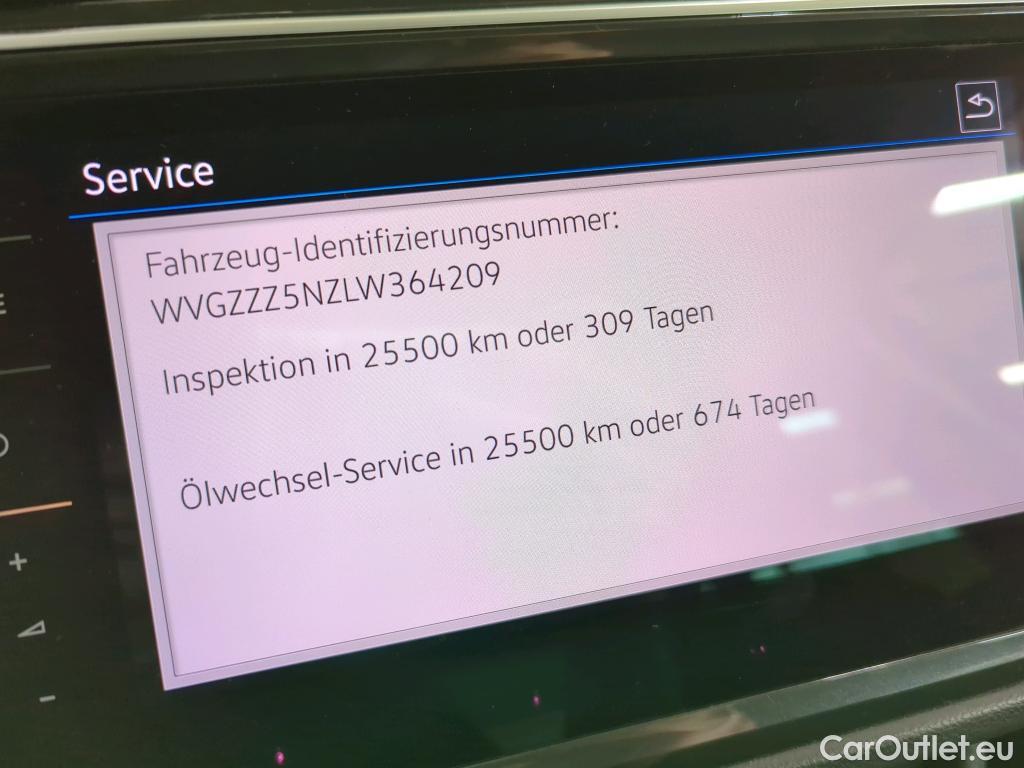 Service
Fahrzeug-Identifizierungsnummer:
WVGZZZ5NZLW364209
Inspektion in 25500 km oder 309 Tagen
Ölwechsel-Service in 25500 km oder 674 Tagen
+
-
CarOutlet.eu